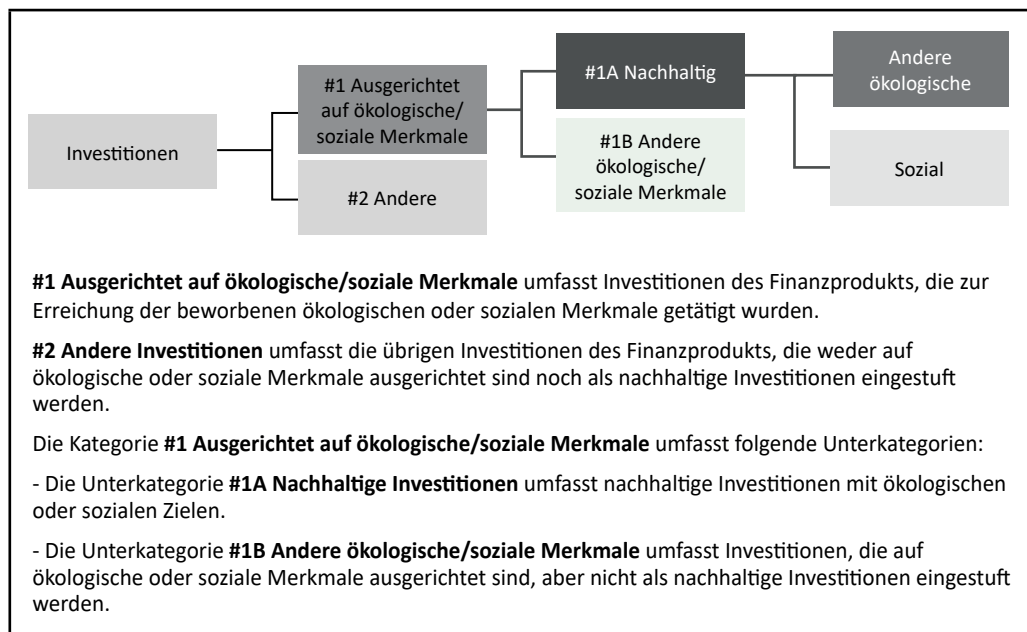 Investitionen
#1 Ausgerichtet
auf ökologische/
soziale Merkmale
#2 Andere
#1A Nachhaltig
#1B Andere
ökologische/
soziale Merkmale
Andere
ökologische
Sozial
#1 Ausgerichtet auf ökologische/soziale Merkmale umfasst Investitionen des Finanzprodukts, die zur
Erreichung der beworbenen ökologischen oder sozialen Merkmale getätigt wurden.
#2 Andere Investitionen umfasst die übrigen Investitionen des Finanzprodukts, die weder auf
ökologische oder soziale Merkmale ausgerichtet sind noch als nachhaltige Investitionen eingestuft
werden.
Die Kategorie #1 Ausgerichtet auf ökologische/soziale Merkmale umfasst folgende Unterkategorien:
- Die Unterkategorie #1A Nachhaltige Investitionen umfasst nachhaltige Investitionen mit ökologischen
oder sozialen Zielen.
- Die Unterkategorie #1B Andere ökologische/soziale Merkmale umfasst Investitionen, die auf
ökologische oder soziale Merkmale ausgerichtet sind, aber nicht als nachhaltige Investitionen eingestuft
werden.